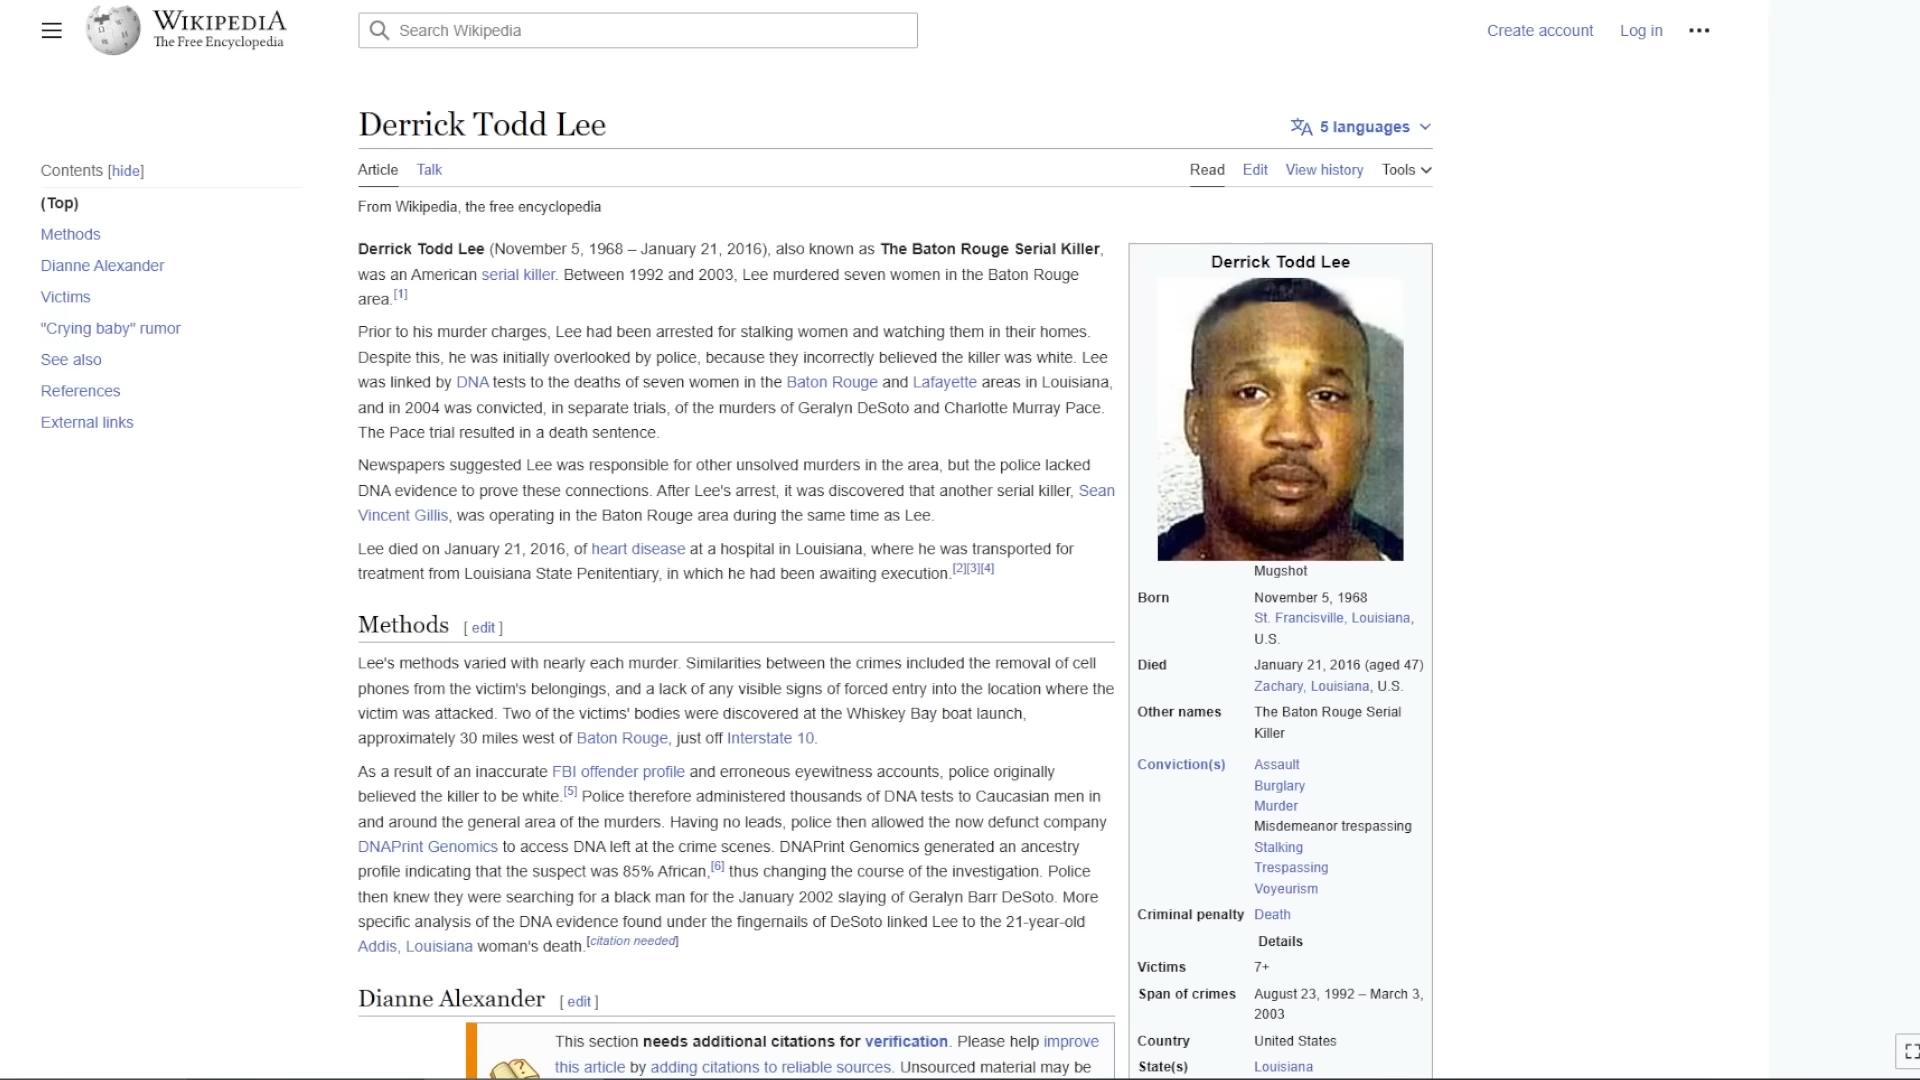 WIKIPEDIA
The Free Encyclopedia
Search Wikipedia
Create account
Log in
Derrick Todd Lee
5 languages
Article
Talk
Read
Edit
View history
Tools
From Wikipedia, the free encyclopedia
Contents [hide]
(Top)
Methods
Dianne Alexander
Victims
"Crying baby" rumor
See also
References
External links
Derrick Todd Lee (November 5, 1968 – January 21, 2016), also known as The Baton Rouge Serial Killer,
was an American serial killer. Between 1992 and 2003, Lee murdered seven women in the Baton Rouge
area.[1]
Prior to his murder charges, Lee had been arrested for stalking women and watching them in their homes.
Despite this, he was initially overlooked by police, because they incorrectly believed the killer was white. Lee
was linked by DNA tests to the deaths of seven women in the Baton Rouge and Lafayette areas in Louisiana,
and in 2004 was convicted, in separate trials, of the murders of Geralyn DeSoto and Charlotte Murray Pace.
The Pace trial resulted in a death sentence.
Newspapers suggested Lee was responsible for other unsolved murders in the area, but the police lacked
DNA evidence to prove these connections. After Lee's arrest, it was discovered that another serial killer, Sean
Vincent Gillis, was operating in the Baton Rouge area during the same time as Lee.
Lee died on January 21, 2016, of heart disease at a hospital in Louisiana, where he was transported for
treatment from Louisiana State Penitentiary, in which he had been awaiting execution.[2][3][4]
Methods [ edit ]
Lee's methods varied with nearly each murder. Similarities between the crimes included the removal of cell
phones from the victim's belongings, and a lack of any visible signs of forced entry into the location where the
victim was attacked. Two of the victims' bodies were discovered at the Whiskey Bay boat launch,
approximately 30 miles west of Baton Rouge, just off Interstate 10.
As a result of an inaccurate FBI offender profile and erroneous eyewitness accounts, police originally
believed the killer to be white.[5] Police therefore administered thousands of DNA tests to Caucasian men in
and around the general area of the murders. Having no leads, police then allowed the now defunct company
DNAPrint Genomics to access DNA left at the crime scenes. DNAPrint Genomics generated an ancestry
profile indicating that the suspect was 85% African,[6] thus changing the course of the investigation. Police
then knew they were searching for a black man for the January 2002 slaying of Geralyn Barr DeSoto. More
specific analysis of the DNA evidence found under the fingernails of DeSoto linked Lee to the 21-year-old
Addis, Louisiana woman's death.[citation needed]
Dianne Alexander [ edit ]
This section needs additional citations for verification. Please help improve
this article by adding citations to reliable sources. Unsourced material may be
Derrick Todd Lee
Mugshot
Born November 5, 1968
St. Francisville, Louisiana,
U.S.
Died January 21, 2016 (aged 47)
Zachary, Louisiana, U.S.
Other names The Baton Rouge Serial
Killer
Conviction(s) Assault
Burglary
Murder
Misdemeanor trespassing
Stalking
Trespassing
Voyeurism
Criminal penalty Death
Details
Victims 7+
Span of crimes August 23, 1992 – March 3,
2003
Country United States
State(s) Louisiana